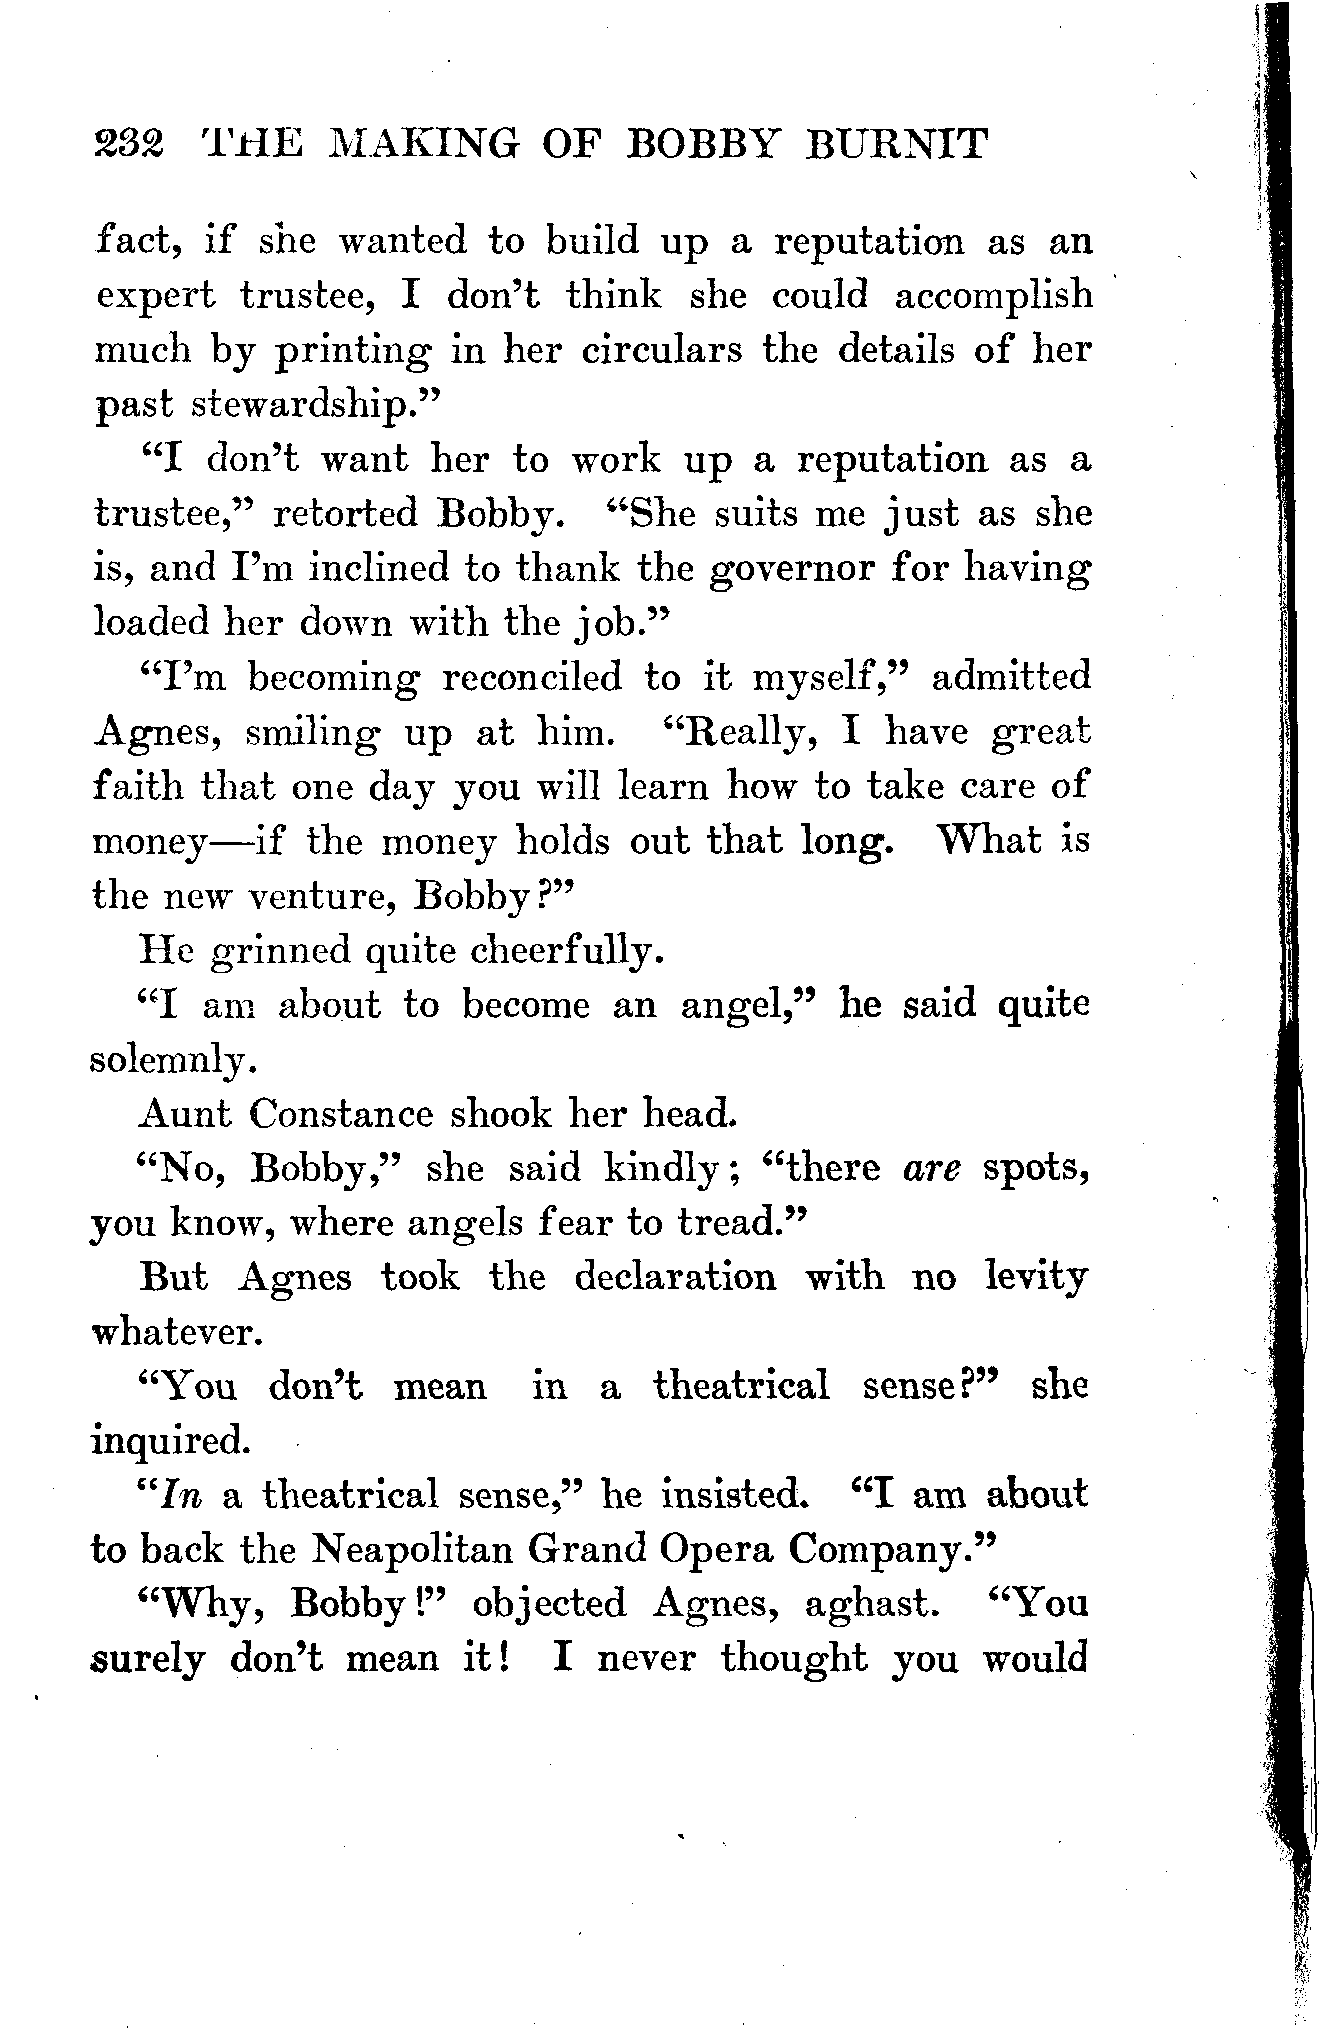 232 THE MAKING OF BOBBY BURNIT
fact, if she wanted to build up a reputation as an
expert trustee, I don't think she could accomplish
much by printing in her circulars the details of her
past stewardship."
"I don't want her to work up a reputation as a
trustee," retorted Bobby. "She suits me just as she
is, and I'm inclined to thank the governor for having
loaded her down with the job."
"I'm becoming reconciled to it myself," admitted
Agnes, smiling up at him. "Really, I have great
faith that one day you will learn how to take care of
money—if the money holds out that long. What is
the new venture, Bobby?"
He grinned quite cheerfully.
"I am about to become an angel," he said quite
solemnly.
Aunt Constance shook her head.
"No, Bobby," she said kindly; "there are spots,
you know, where angels fear to tread."
But Agnes took the declaration with no levity
whatever.
"You don't mean in a theatrical sense?" she
inquired.
"In a theatrical sense," he insisted. "I am about
to back the Neapolitan Grand Opera Company."
"Why, Bobby!" objected Agnes, aghast. "You
surely don't mean it! I never thought you would